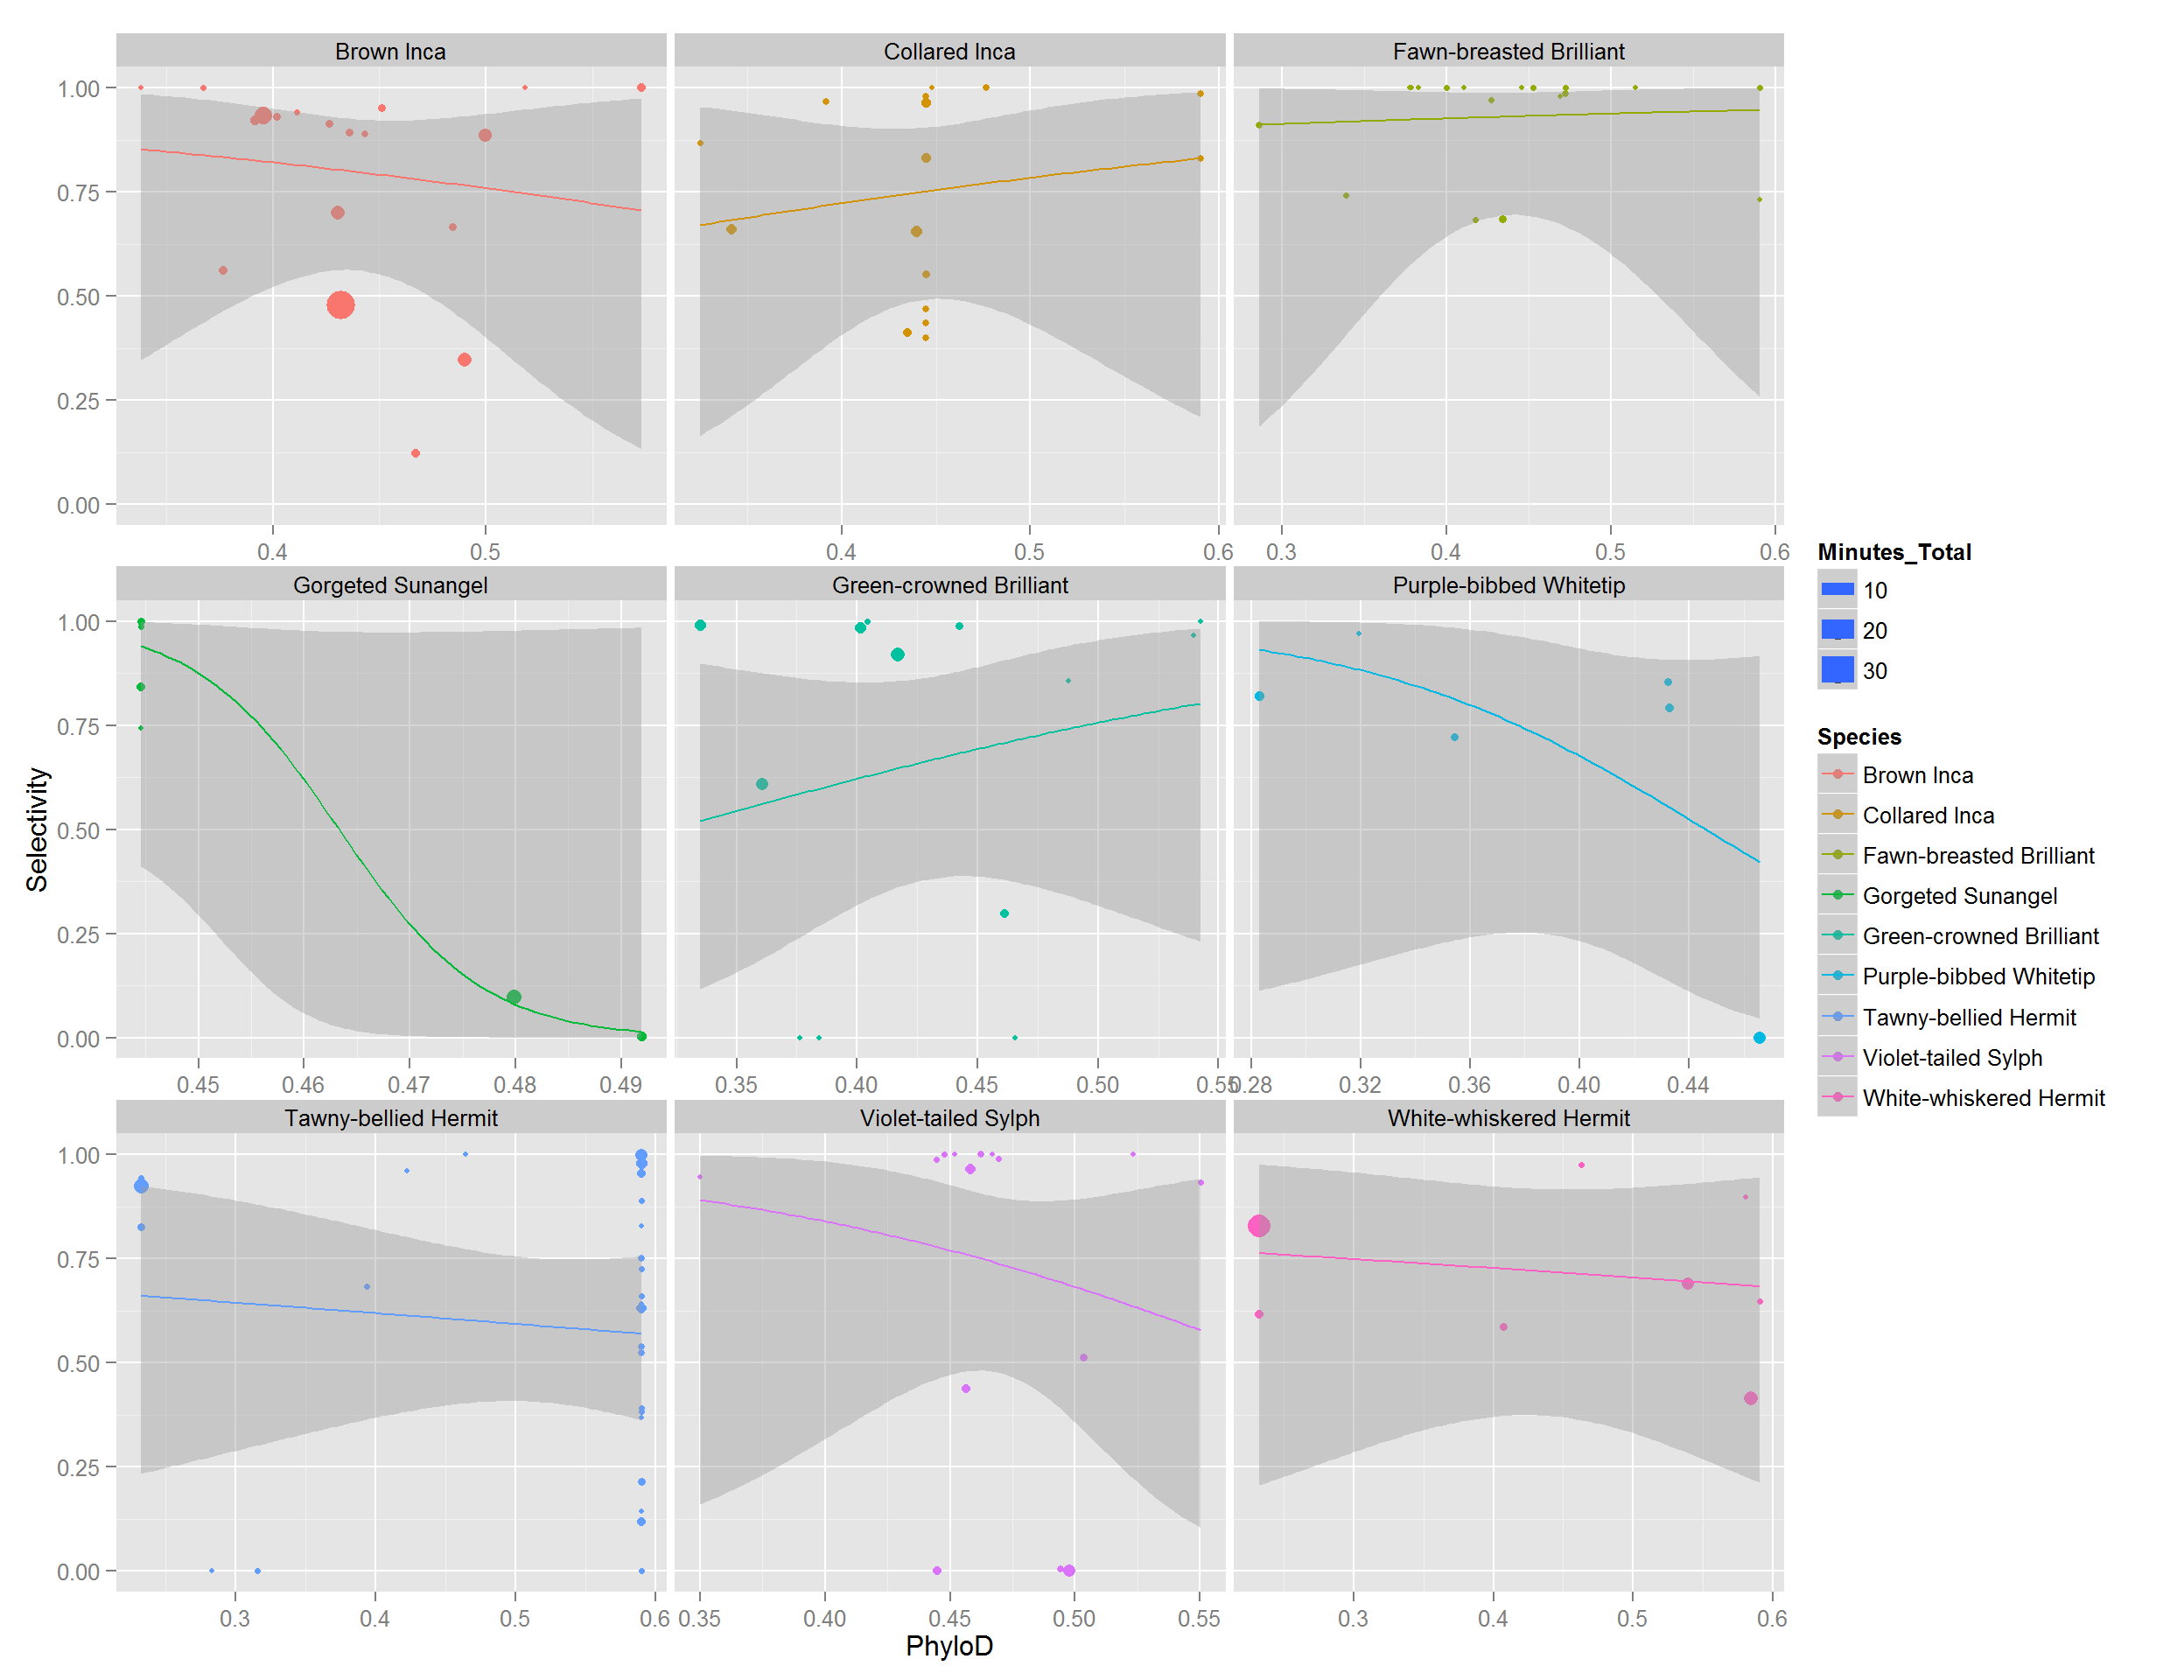 Brown Inca Collared Inca Fawn-breasted Brilliant
1.00
0.75
0.50
0.25
0.00
0.4 0.5 0.4 0.5 0.6 0.3 0.4 0.5 0.6
Gorgeted Sunangel Green-crowned Brilliant Purple-bibbed Whitetip
1.00
0.75
0.50
0.25
0.00
0.45 0.46 0.47 0.48 0.49 0.35 0.40 0.45 0.50 0.55 0.28 0.32 0.36 0.40 0.44
Tawny-bellied Hermit Violet-tailed Sylph White-whiskered Hermit
1.00
0.75
0.50
0.25
0.00
0.3 0.4 0.5 0.6 0.35 0.40 0.45 0.50 0.55 0.3 0.4 0.5 0.6
PhyloD
Selectivity
Minutes_Total
10
20
30
Species
Brown Inca
Collared Inca
Fawn-breasted Brilliant
Gorgeted Sunangel
Green-crowned Brilliant
Purple-bibbed Whitetip
Tawny-bellied Hermit
Violet-tailed Sylph
White-whiskered Hermit